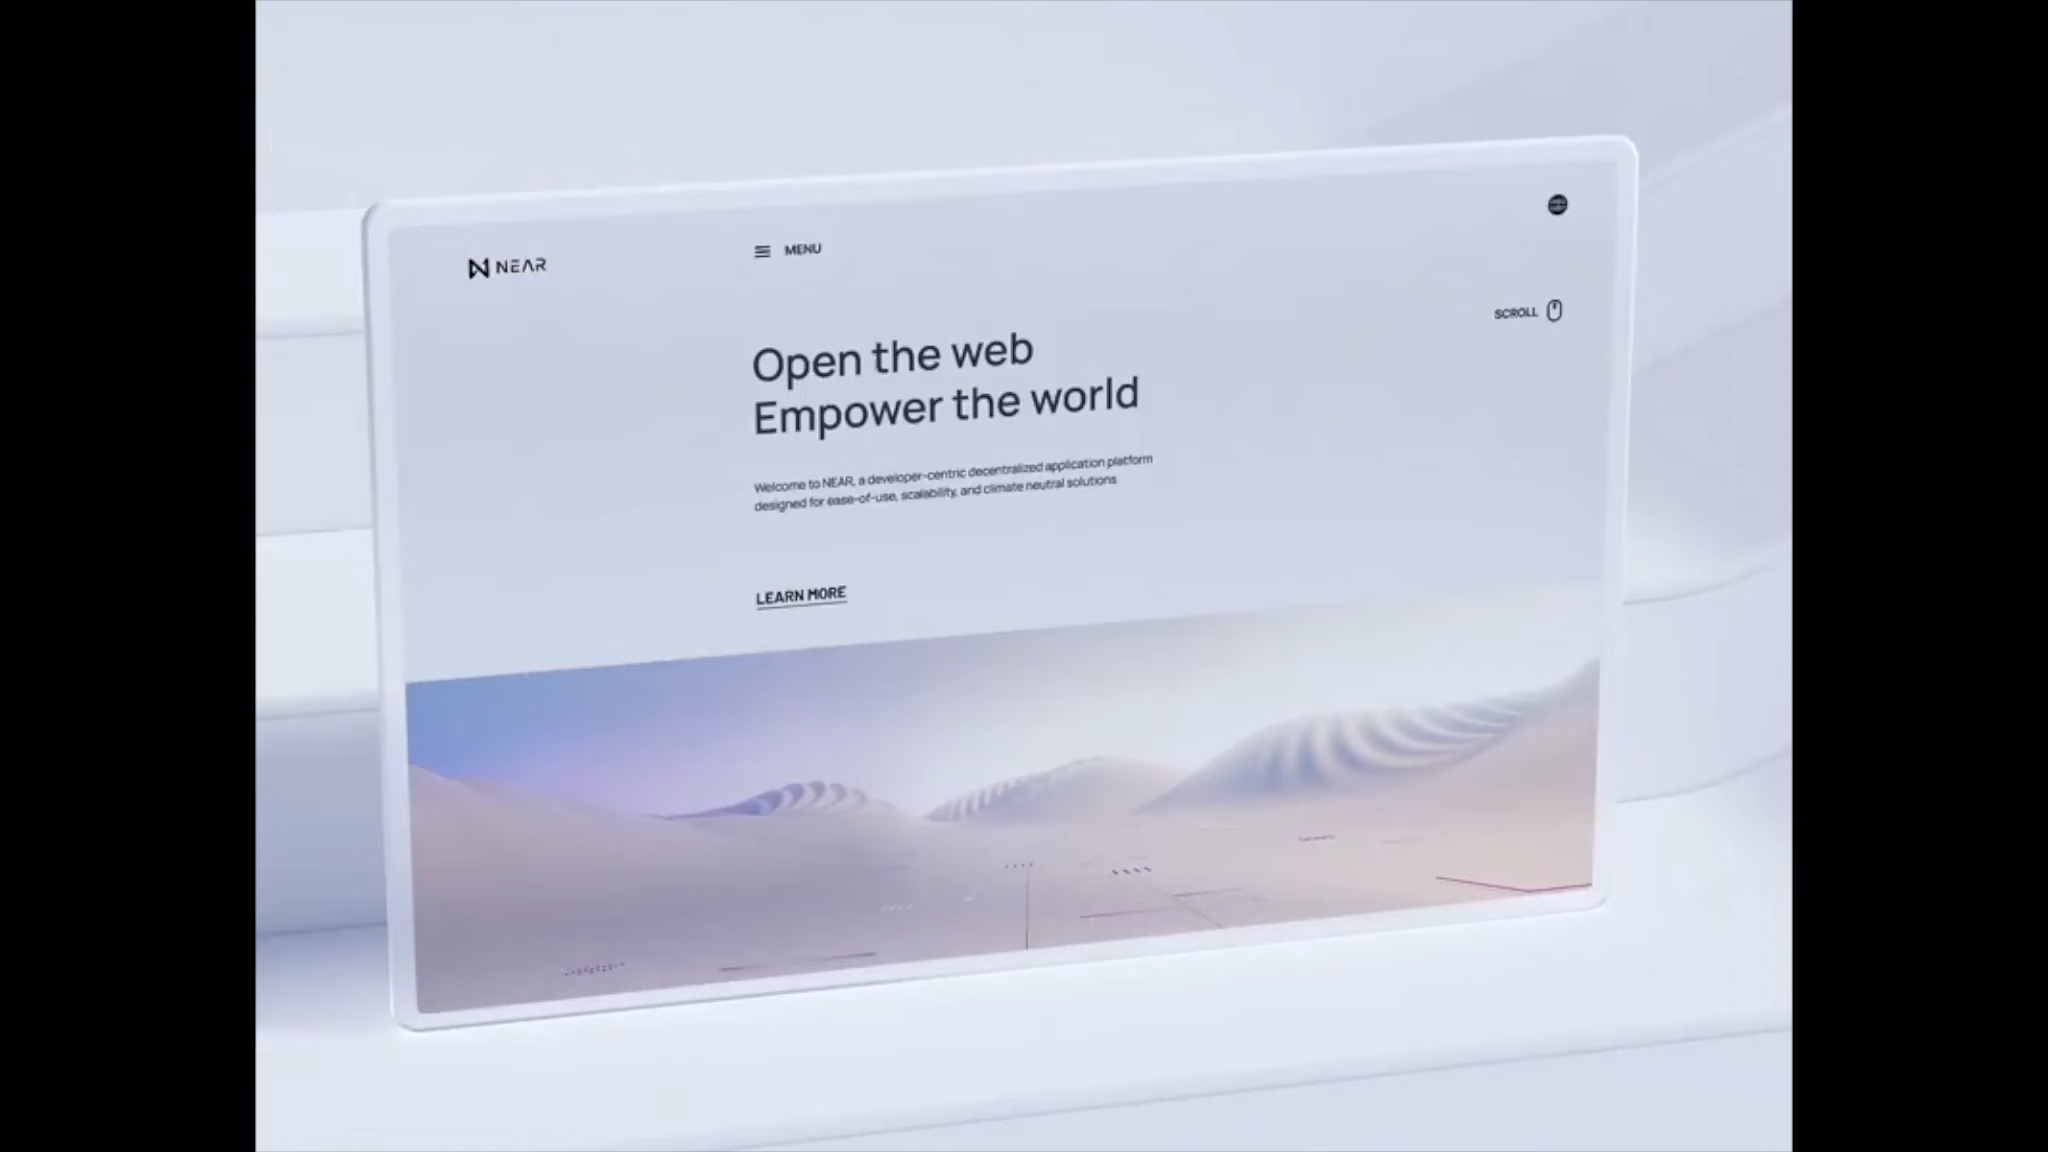 NEAR
MENU
SCROLL
Open the web
Empower the world
Welcome to NEAR, a developer-centric decentralized application platform
designed for ease-of-use, scalability, and climate neutral solutions
LEARN MORE